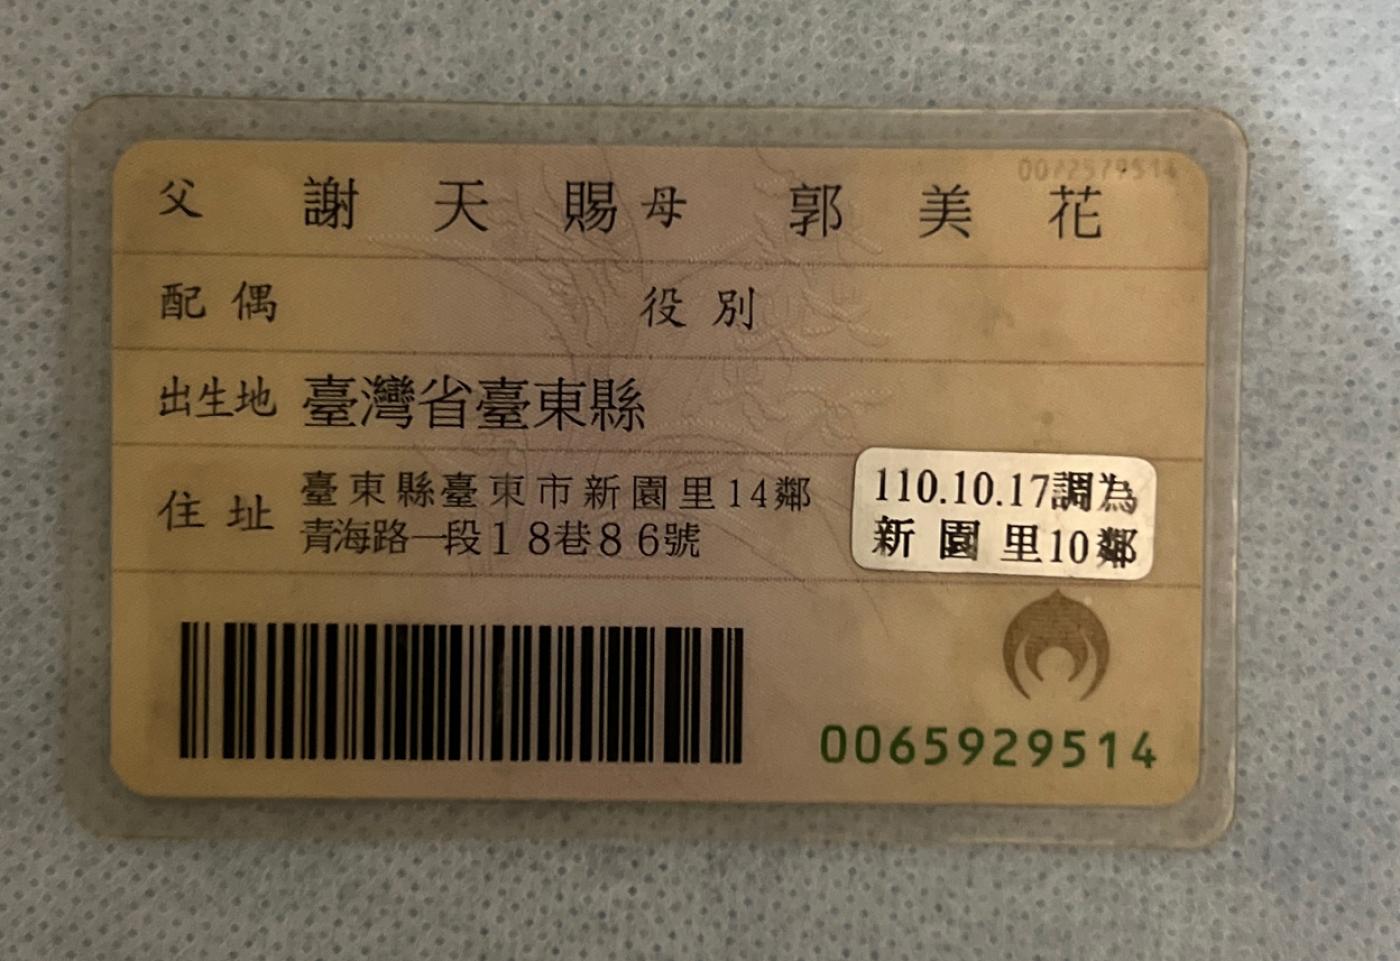 父 謝天賜 母 郭美花
配偶 役別
出生地 臺灣省臺東縣
住址 臺東縣臺東市新園里14鄰
青海路一段18巷86號
110.10.17調為
新園里10鄰
0065929514